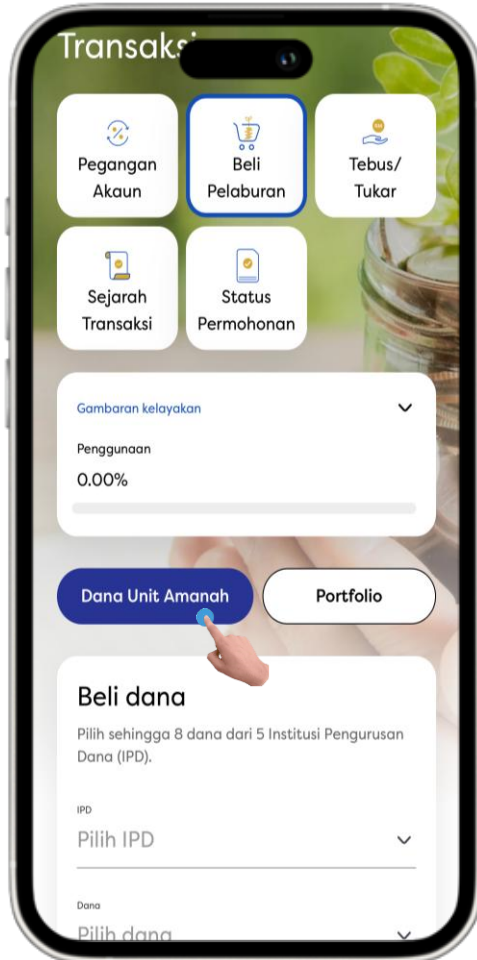 Transaksi
Pegangan
Akaun
Beli
Pelaburan
Tebus/
Tukar
Sejarah
Transaksi
Status
Permohonan
Gambaran kelayakan
Penggunaan
0.00%
Dana Unit Amanah
Portfolio
Beli dana
Pilih sehingga 8 dana dari 5 Institusi Pengurusan
Dana (IPD).
IPD
Pilih IPD
Dana
Pilih dana